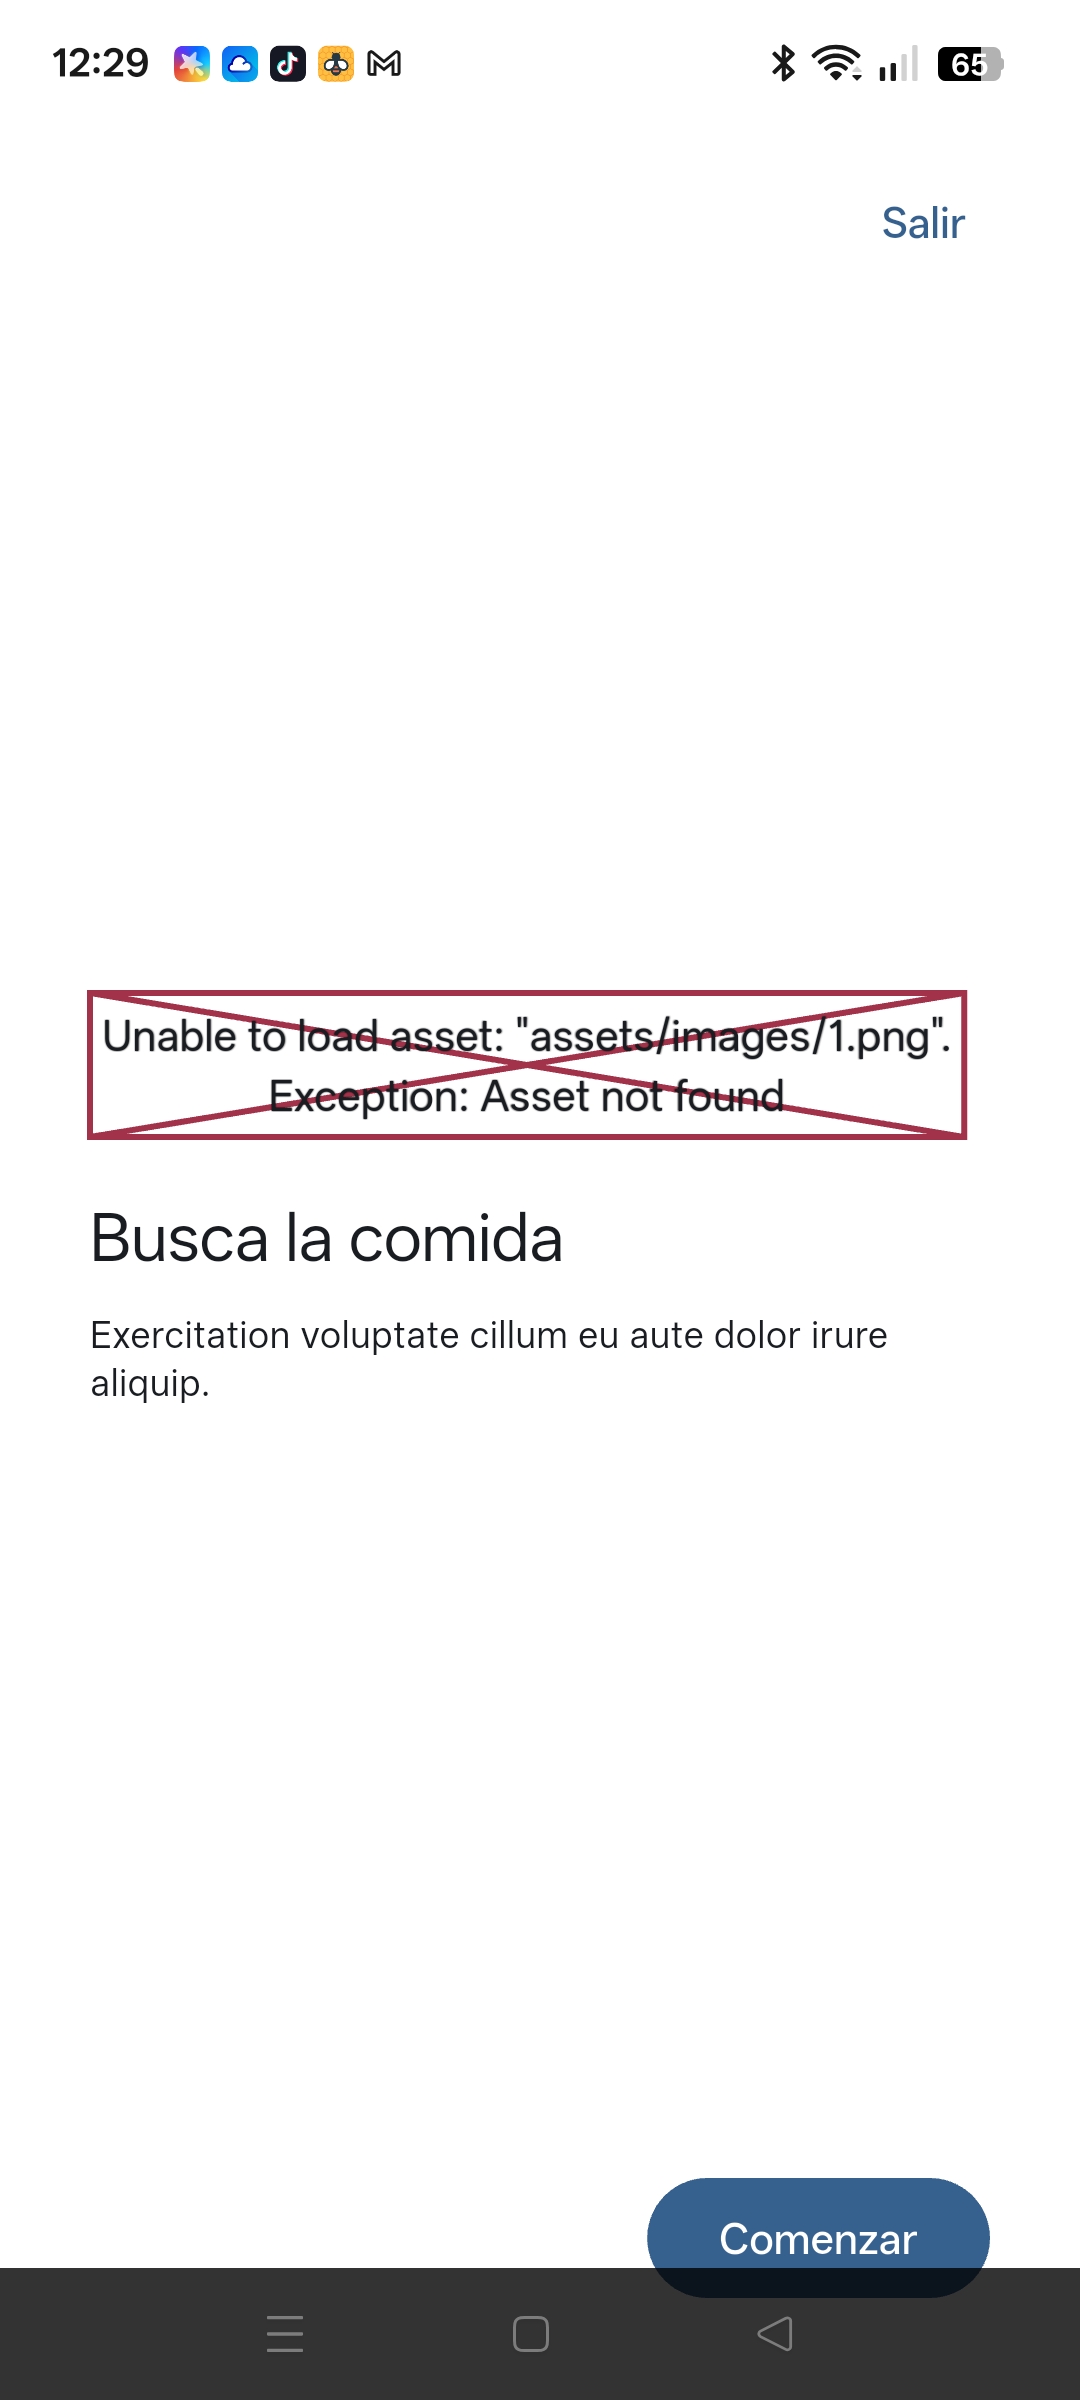 12:29
65
Salir
Unable to load asset: "assets/images/1.png".
Exception: Asset not found
Busca la comida
Exercitation voluptate cillum eu aute dolor irure
aliquip.
Comenzar